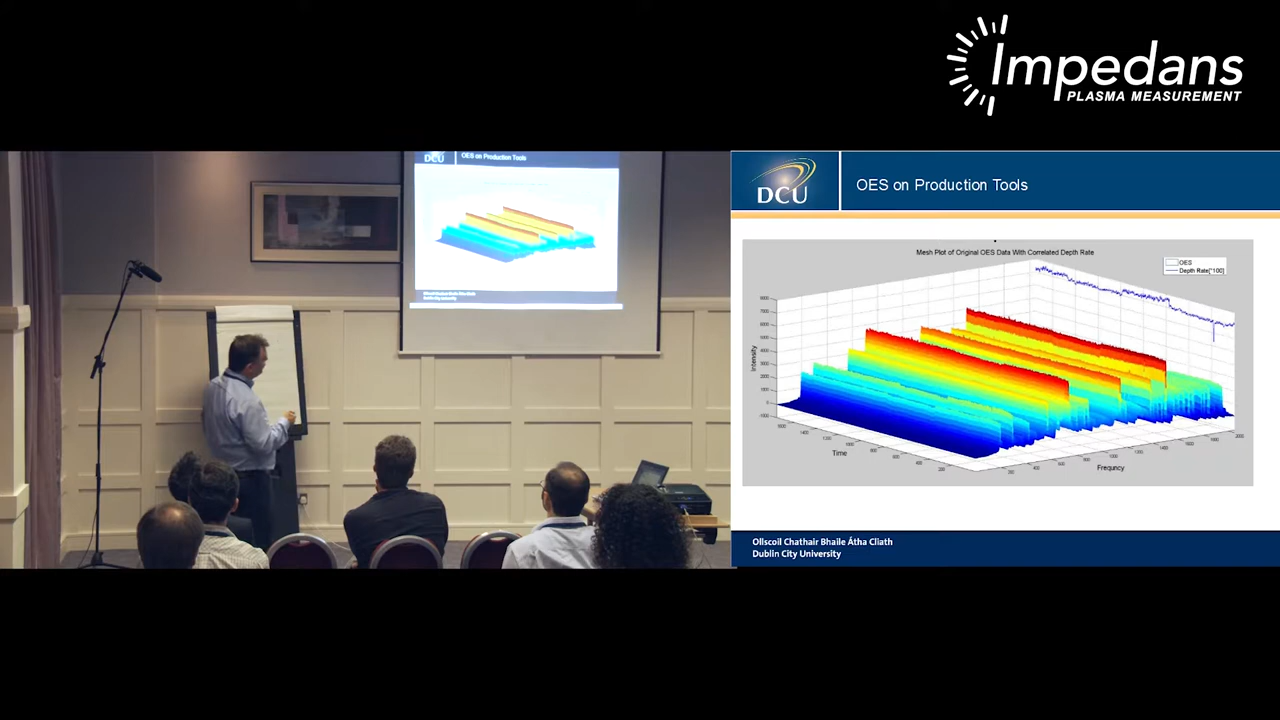 Impedans
PLASMA MEASUREMENT
DCU
OES on Production Tools
DCU
OES on Production Tools
Mesh Plot of Original OES Data With Correlated Depth Rate
OES
Depth Rate[*100]
Intensity
Time
Frequncy
Ollscoil Chathair Bhaile Átha Cliath
Dublin City University